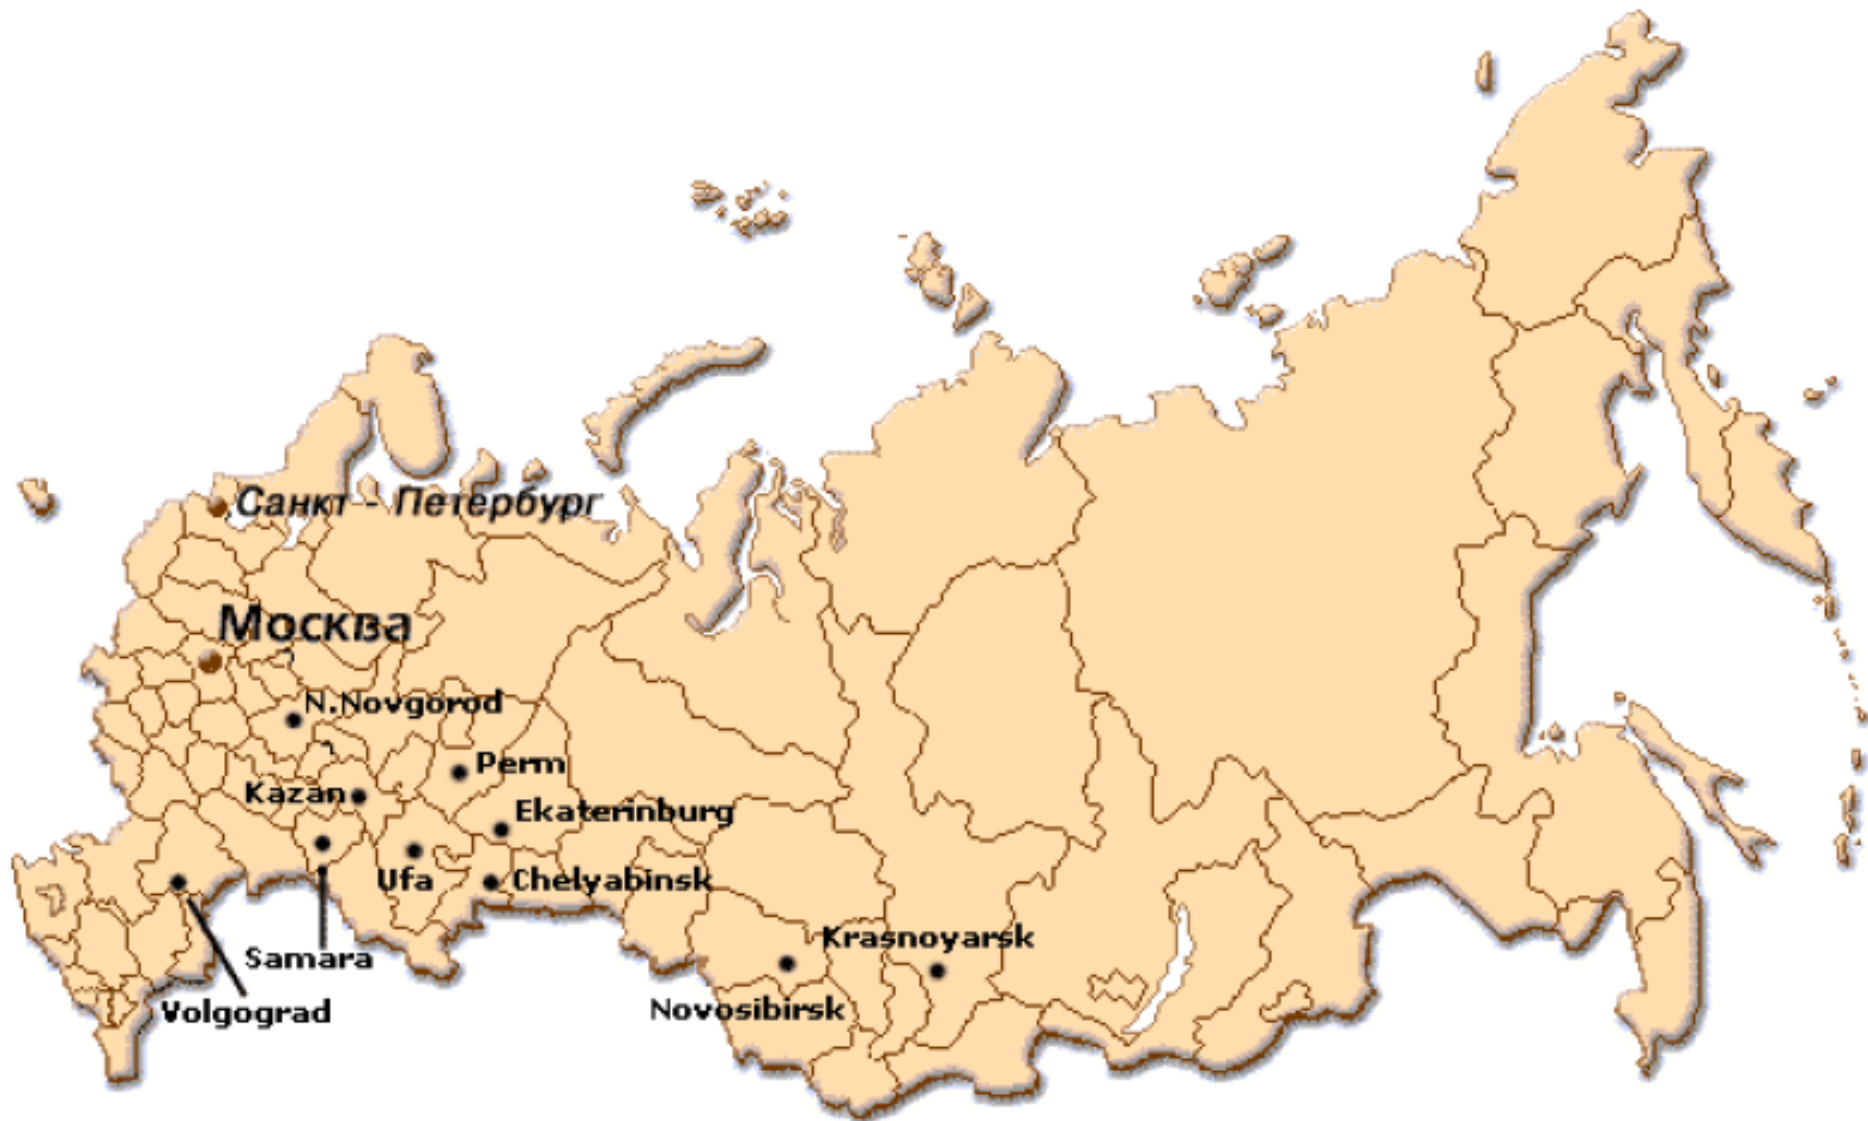 Санкт - Петербург
Москва
N.Novgorod
Perm
Kazan
Ekaterinburg
Ufa
Chelyabinsk
Krasnoyarsk
Samara
Volgograd
Novosibirsk